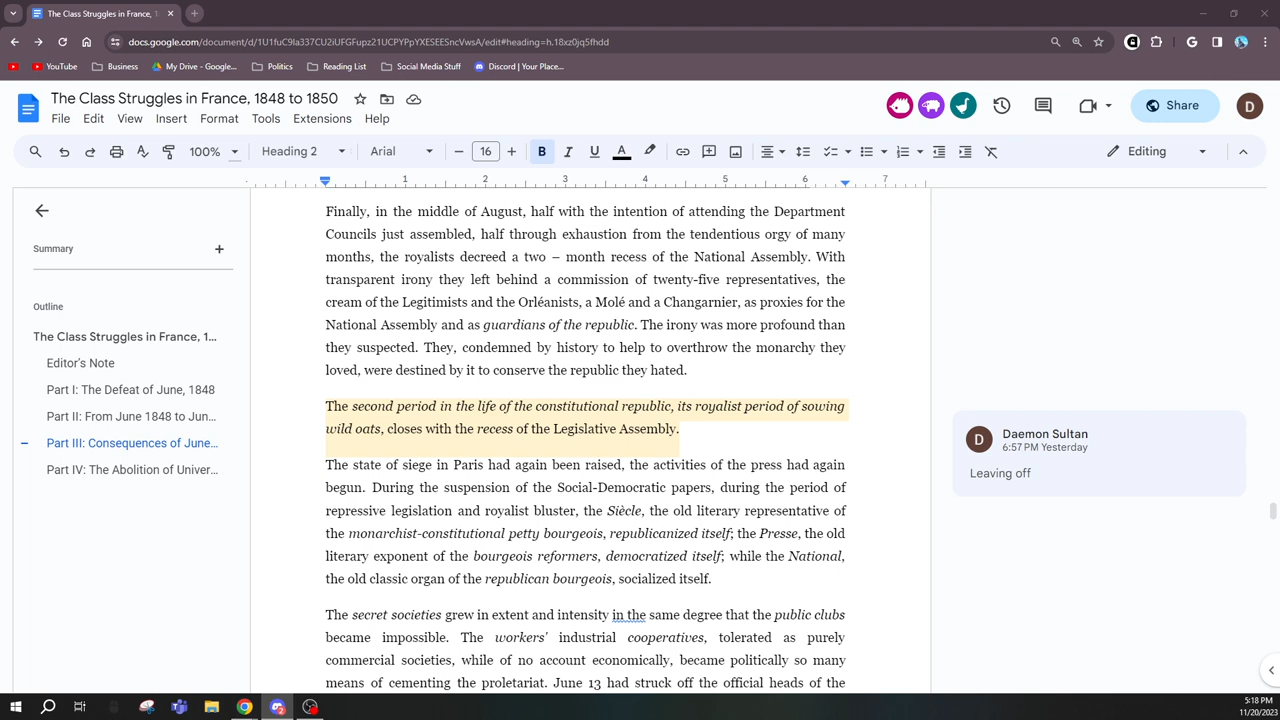 The Class Struggles in France, 1
docs.google.com/document/d/1U1fuC9Ia337CU2iUFGFupz21UCPYPpYXESEESncVwsA/edit#heading=h.18xz0jq5fhdd
YouTube
Business
My Drive - Google...
Politics
Reading List
Social Media Stuff
Discord | Your Place...
The Class Struggles in France, 1848 to 1850
File Edit View Insert Format Tools Extensions Help
Share
D
100%
Heading 2
Arial
16
B I U A
Editing
1 2 3 4 5 6 7
Summary
Outline
The Class Struggles in France, 1...
Editor's Note
Part I: The Defeat of June, 1848
Part II: From June 1848 to Jun...
Part III: Consequences of June...
Part IV: The Abolition of Univer...
Finally, in the middle of August, half with the intention of attending the Department
Councils just assembled, half through exhaustion from the tendentious orgy of many
months, the royalists decreed a two – month recess of the National Assembly. With
transparent irony they left behind a commission of twenty-five representatives, the
cream of the Legitimists and the Orléanists, a Molé and a Changarnier, as proxies for the
National Assembly and as guardians of the republic. The irony was more profound than
they suspected. They, condemned by history to help to overthrow the monarchy they
loved, were destined by it to conserve the republic they hated.
The second period in the life of the constitutional republic, its royalist period of sowing
wild oats, closes with the recess of the Legislative Assembly.
The state of siege in Paris had again been raised, the activities of the press had again
begun. During the suspension of the Social-Democratic papers, during the period of
repressive legislation and royalist bluster, the Siècle, the old literary representative of
the monarchist-constitutional petty bourgeois, republicanized itself; the Presse, the old
literary exponent of the bourgeois reformers, democratized itself; while the National,
the old classic organ of the republican bourgeois, socialized itself.
The secret societies grew in extent and intensity in the same degree that the public clubs
became impossible. The workers' industrial cooperatives, tolerated as purely
commercial societies, while of no account economically, became politically so many
means of cementing the proletariat. June 13 had struck off the official heads of the
D
Daemon Sultan
6:57 PM Yesterday
Leaving off
5:18 PM
11/20/2023